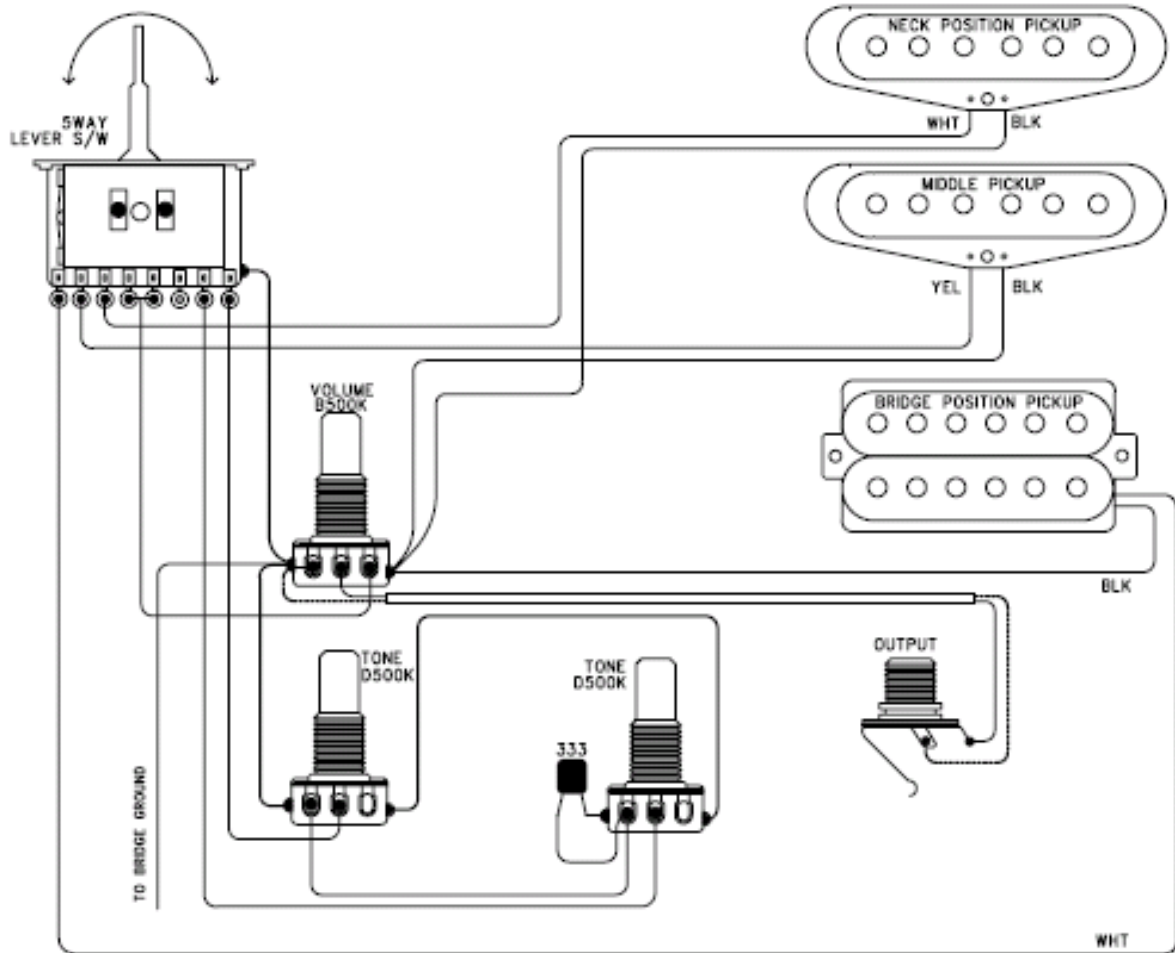 NECK POSITION PICKUP
WHT
BLK
5WAY
LEVER S/W
MIDDLE PICKUP
YEL
BLK
VOLUME
B500K
BRIDGE POSITION PICKUP
BLK
TONE
D500K
TONE
D500K
OUTPUT
333
TO BRIDGE GROUND
WHT